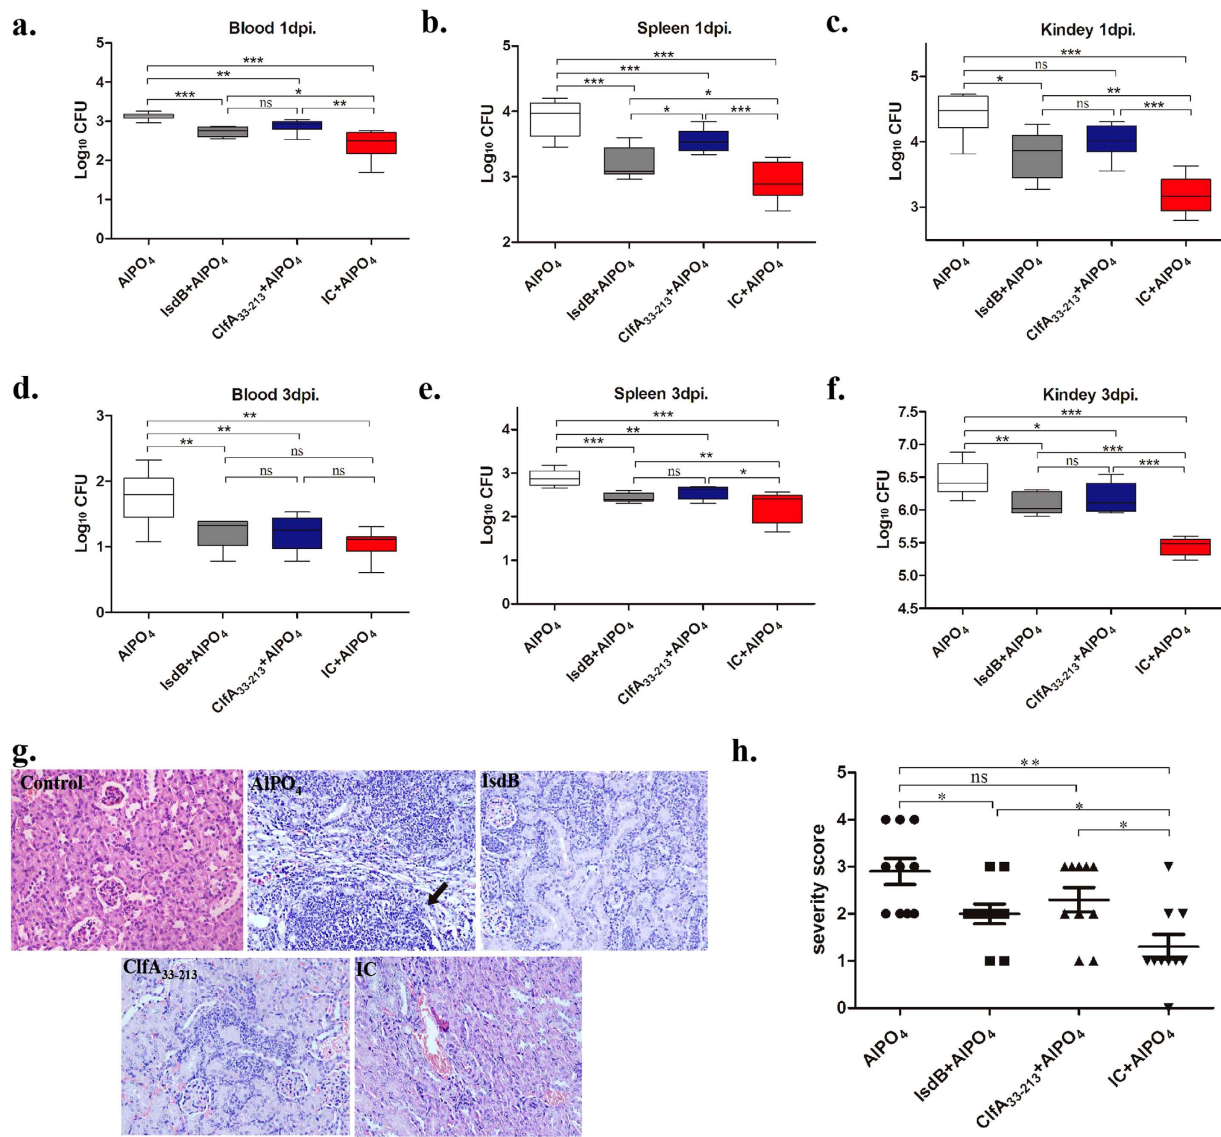 a.
Blood 1dpi.
Log₁₀ CFU
5
4
3
2
1
0
***
**
***
*
ns
**
AlPO₄
IsdB+AlPO₄
ClfA₃₃₋₂₁₃+AlPO₄
IC+AlPO₄
b.
Spleen 1dpi.
Log₁₀ CFU
5
4
3
2
***
***
***
*
*
***
AlPO₄
IsdB+AlPO₄
ClfA₃₃₋₂₁₃+AlPO₄
IC+AlPO₄
c.
Kindey 1dpi.
Log₁₀ CFU
5
4
3
***
ns
*
**
ns
***
AlPO₄
IsdB+AlPO₄
ClfA₃₃₋₂₁₃+AlPO₄
IC+AlPO₄
d.
Blood 3dpi.
Log₁₀ CFU
3
2
1
0
**
**
**
ns
ns
ns
AlPO₄
IsdB+AlPO₄
ClfA₃₃₋₂₁₃+AlPO₄
IC+AlPO₄
e.
Spleen 3dpi.
Log₁₀ CFU
5
4
3
2
1
0
***
**
***
**
ns
*
AlPO₄
IsdB+AlPO₄
ClfA₃₃₋₂₁₃+AlPO₄
IC+AlPO₄
f.
Kindey 3dpi.
Log₁₀ CFU
7.5
7.0
6.5
6.0
5.5
5.0
4.5
***
*
**
***
ns
***
AlPO₄
IsdB+AlPO₄
ClfA₃₃₋₂₁₃+AlPO₄
IC+AlPO₄
g.
Control
AlPO₄
IsdB
ClfA₃₃₋₂₁₃
IC
h.
severity score
5
4
3
2
1
0
**
ns
*
*
*
AlPO₄
IsdB+AlPO₄
ClfA₃₃₋₂₁₃+AlPO₄
IC+AlPO₄